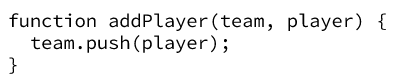 function addPlayer(team, player) {
  team.push(player);
}